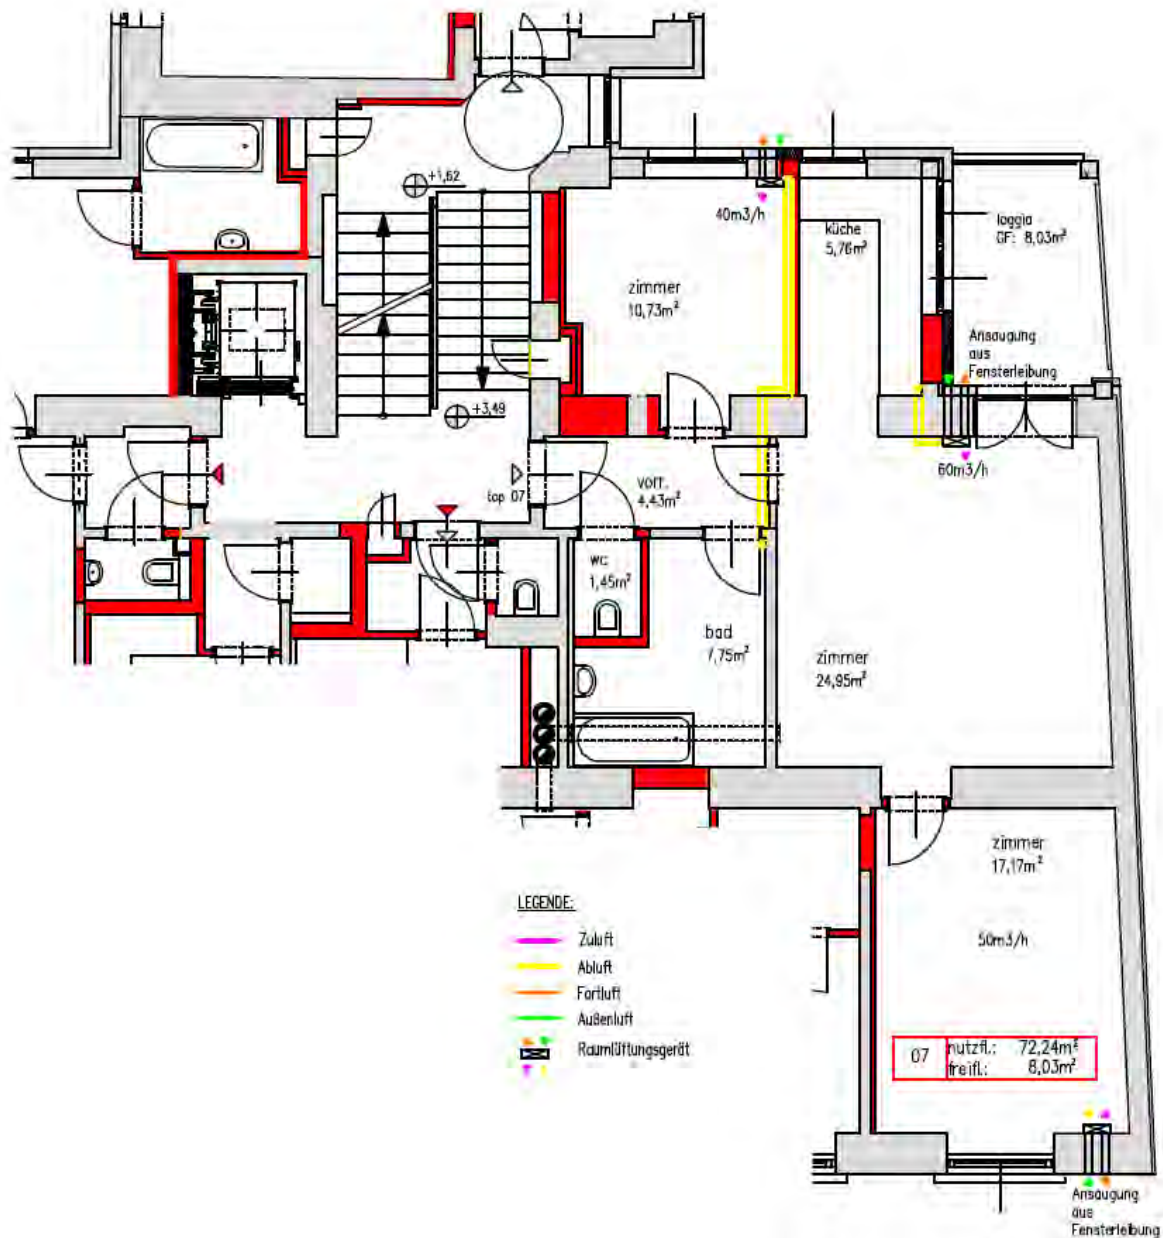 +1,62
40m3/h
küche
5,76m²
loggia
GF: 8,03m²
zimmer
10,73m²
Ansaugung
aus
Fensterleibung
+3,49
60m3/h
top 07
vorr.
4,43m²
wc
1,45m²
bad
7,75m²
zimmer
24,95m²
zimmer
17,17m²
50m3/h
LEGENDE:
Zuluft
Abluft
Fortluft
Außenluft
Raumlüftungsgerät
07 nutzfl.: 72,24m²
freifl.: 8,03m²
Ansaugung
aus
Fensterleibung